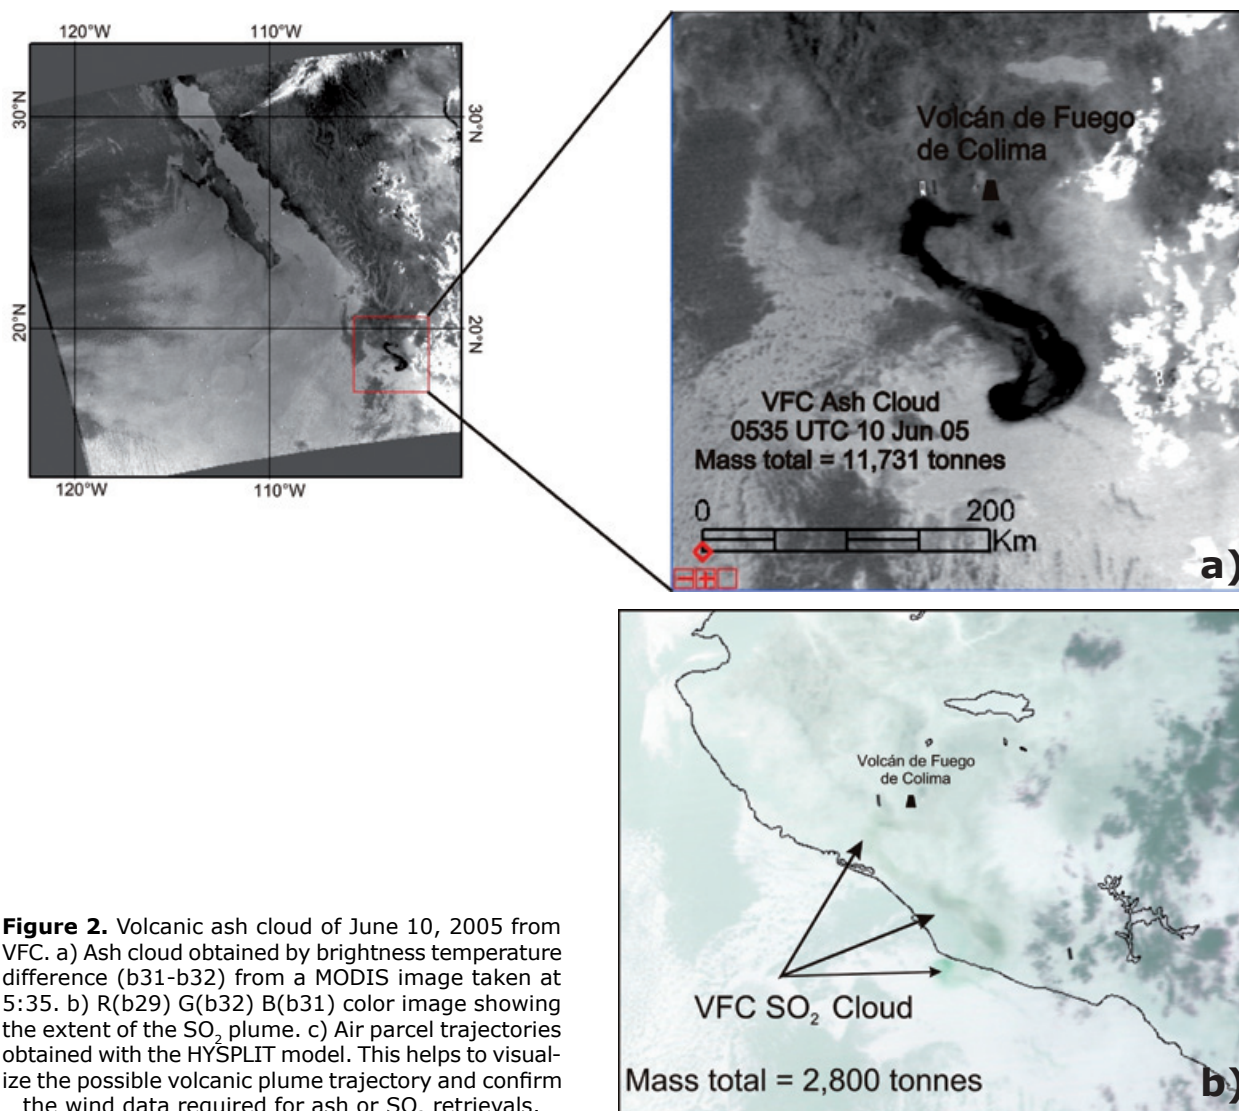 120°W 110°W
30°N 30°N
20°N 20°N
120°W 110°W
Volcán de Fuego
de Colima
VFC Ash Cloud
0535 UTC 10 Jun 05
Mass total = 11,731 tonnes
0 200
Km
a)
Volcán de Fuego
de Colima
VFC SO₂ Cloud
Mass total = 2,800 tonnes
b)
Figure 2. Volcanic ash cloud of June 10, 2005 from
VFC. a) Ash cloud obtained by brightness temperature
difference (b31-b32) from a MODIS image taken at
5:35. b) R(b29) G(b32) B(b31) color image showing
the extent of the SO₂ plume. c) Air parcel trajectories
obtained with the HYSPLIT model. This helps to visual-
ize the possible volcanic plume trajectory and confirm
the wind data required for ash or SO₂ retrievals.